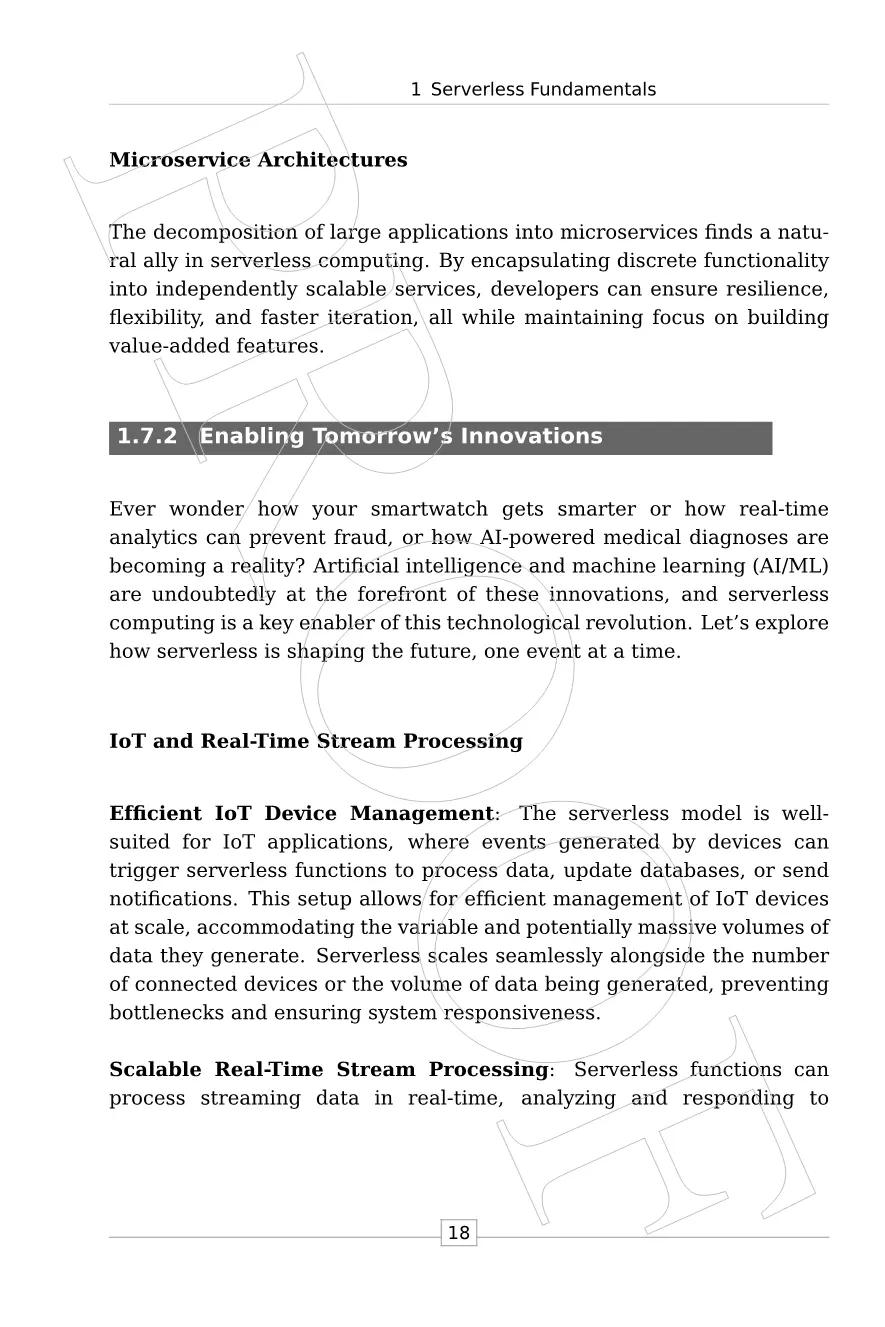 1 Serverless Fundamentals
Microservice Architectures
The decomposition of large applications into microservices finds a natu-
ral ally in serverless computing. By encapsulating discrete functionality
into independently scalable services, developers can ensure resilience,
flexibility, and faster iteration, all while maintaining focus on building
value-added features.
1.7.2 Enabling Tomorrow’s Innovations
Ever wonder how your smartwatch gets smarter or how real-time
analytics can prevent fraud, or how AI-powered medical diagnoses are
becoming a reality? Artificial intelligence and machine learning (AI/ML)
are undoubtedly at the forefront of these innovations, and serverless
computing is a key enabler of this technological revolution. Let’s explore
how serverless is shaping the future, one event at a time.
IoT and Real-Time Stream Processing
Efficient IoT Device Management: The serverless model is well-
suited for IoT applications, where events generated by devices can
trigger serverless functions to process data, update databases, or send
notifications. This setup allows for efficient management of IoT devices
at scale, accommodating the variable and potentially massive volumes of
data they generate. Serverless scales seamlessly alongside the number
of connected devices or the volume of data being generated, preventing
bottlenecks and ensuring system responsiveness.
Scalable Real-Time Stream Processing: Serverless functions can
process streaming data in real-time, analyzing and responding to
18
PROOF